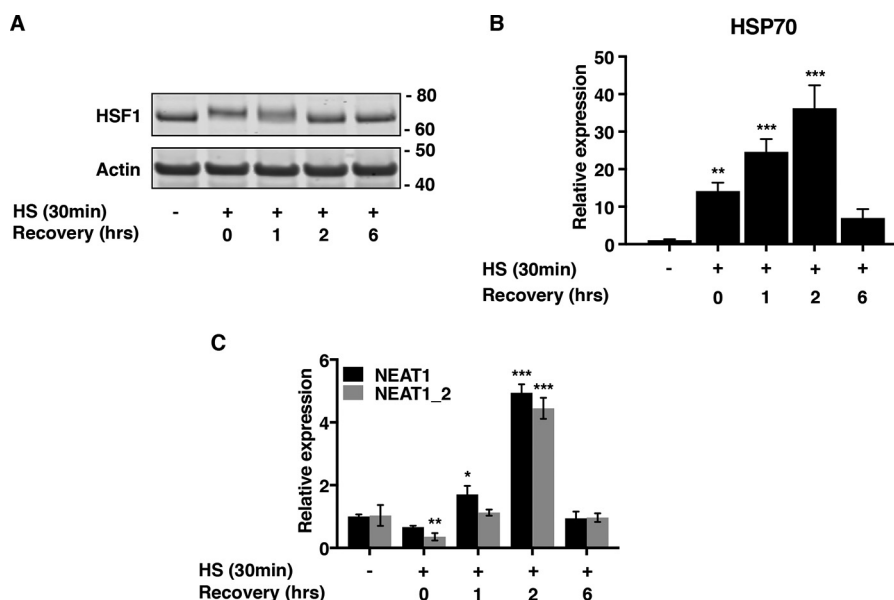 A
HSF1
- 80
- 60
Actin
- 50
- 40
HS (30min) - + + + +
Recovery (hrs) 0 1 2 6
B
HSP70
Relative expression
50
40
30
20
10
0
** *** ***
HS (30min) - + + + +
Recovery (hrs) 0 1 2 6
C
NEAT1
NEAT1_2
Relative expression
6
4
2
0
** * *** ***
HS (30min) - + + + +
Recovery (hrs) 0 1 2 6